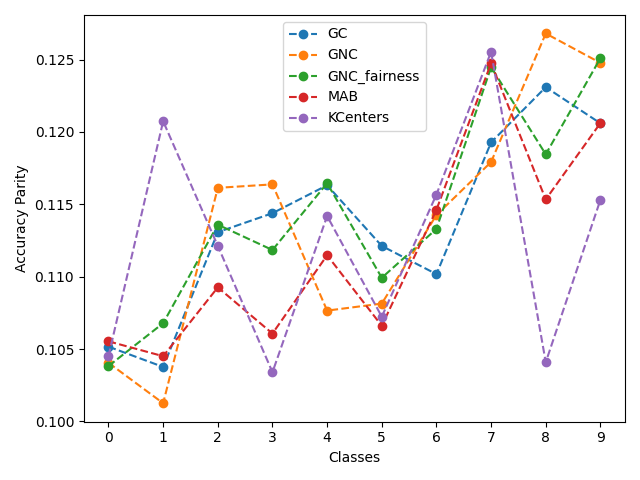 GC
GNC
GNC_fairness
MAB
KCenters
Accuracy Parity
0.125
0.120
0.115
0.110
0.105
0.100
0 1 2 3 4 5 6 7 8 9
Classes